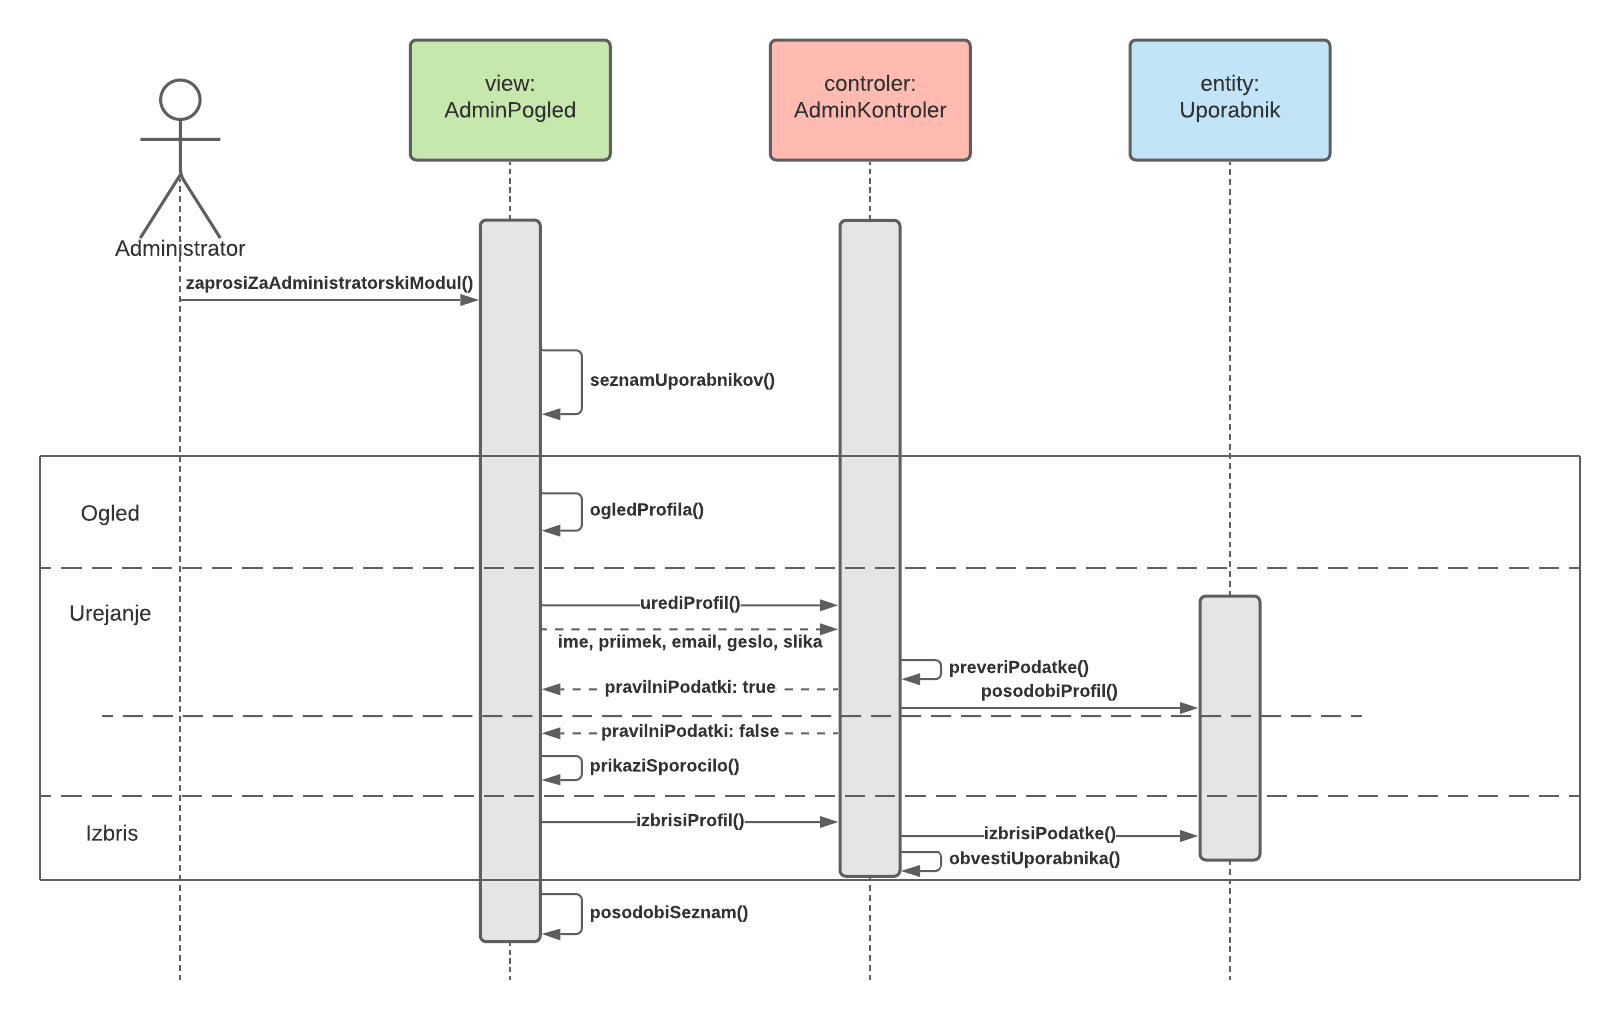 view:
AdminPogled
controler:
AdminKontroler
entity:
Uporabnik
Administrator
zaprosiZaAdministratorskiModul()
seznamUporabnikov()
Ogled
ogledProfila()
Urejanje
urediProfil()
ime, priimek, email, geslo, slika
preveriPodatke()
pravilniPodatki: true
posodobiProfil()
pravilniPodatki: false
prikaziSporocilo()
Izbris
izbrisiProfil()
izbrisiPodatke()
obvestiUporabnika()
posodobiSeznam()